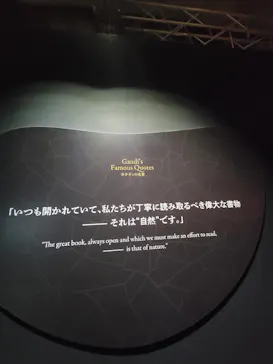 Gaudí's
Famous Quotes
ガウディの名言
「いつも開かれていて、私たちが丁寧に読み取るべき偉大な書物
——— それは“自然”です。」
"The great book, always open and which we must make an effort to read,
——— is that of nature."